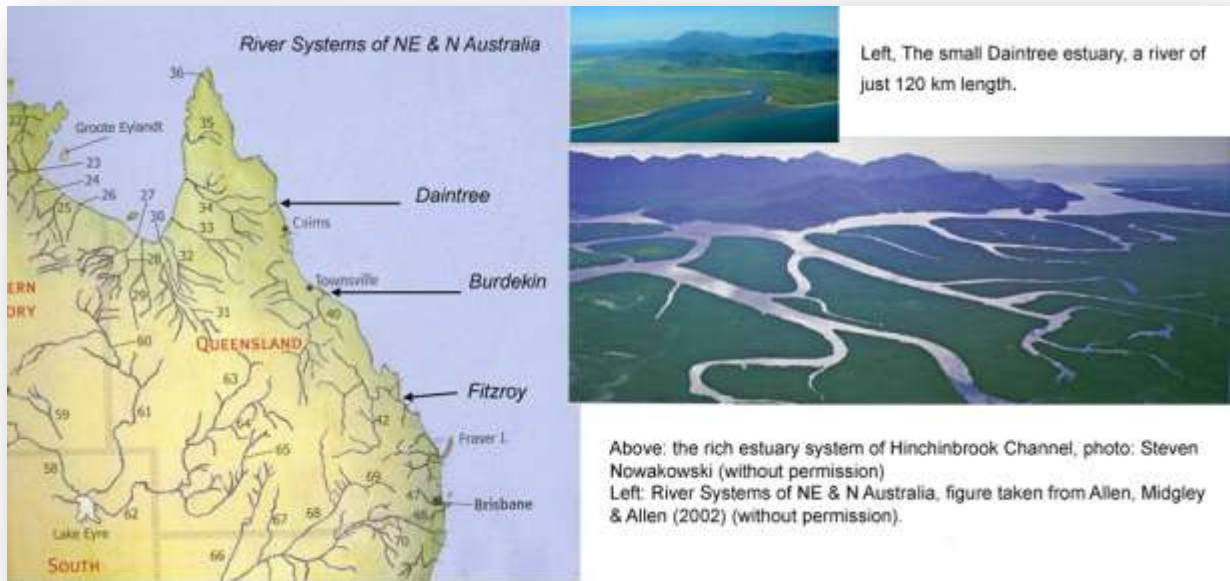 River Systems of NE & N Australia
36
Groote Eylandt
35
23
24
26
27
25
30
34
Daintree
Cairns
33
28
32
29
Townsville
Burdekin
31
40
ERN
ORY
QUEENSLAND
60
63
Fitzroy
61
59
64
42
65
Fraser I.
58
69
47
Brisbane
62
48
67
68
Lake Eyre
70
66
SOUTH
Left, The small Daintree estuary, a river of
just 120 km length.
Above: the rich estuary system of Hinchinbrook Channel, photo: Steven
Nowakowski (without permission)
Left: River Systems of NE & N Australia, figure taken from Allen, Midgley
& Allen (2002) (without permission).